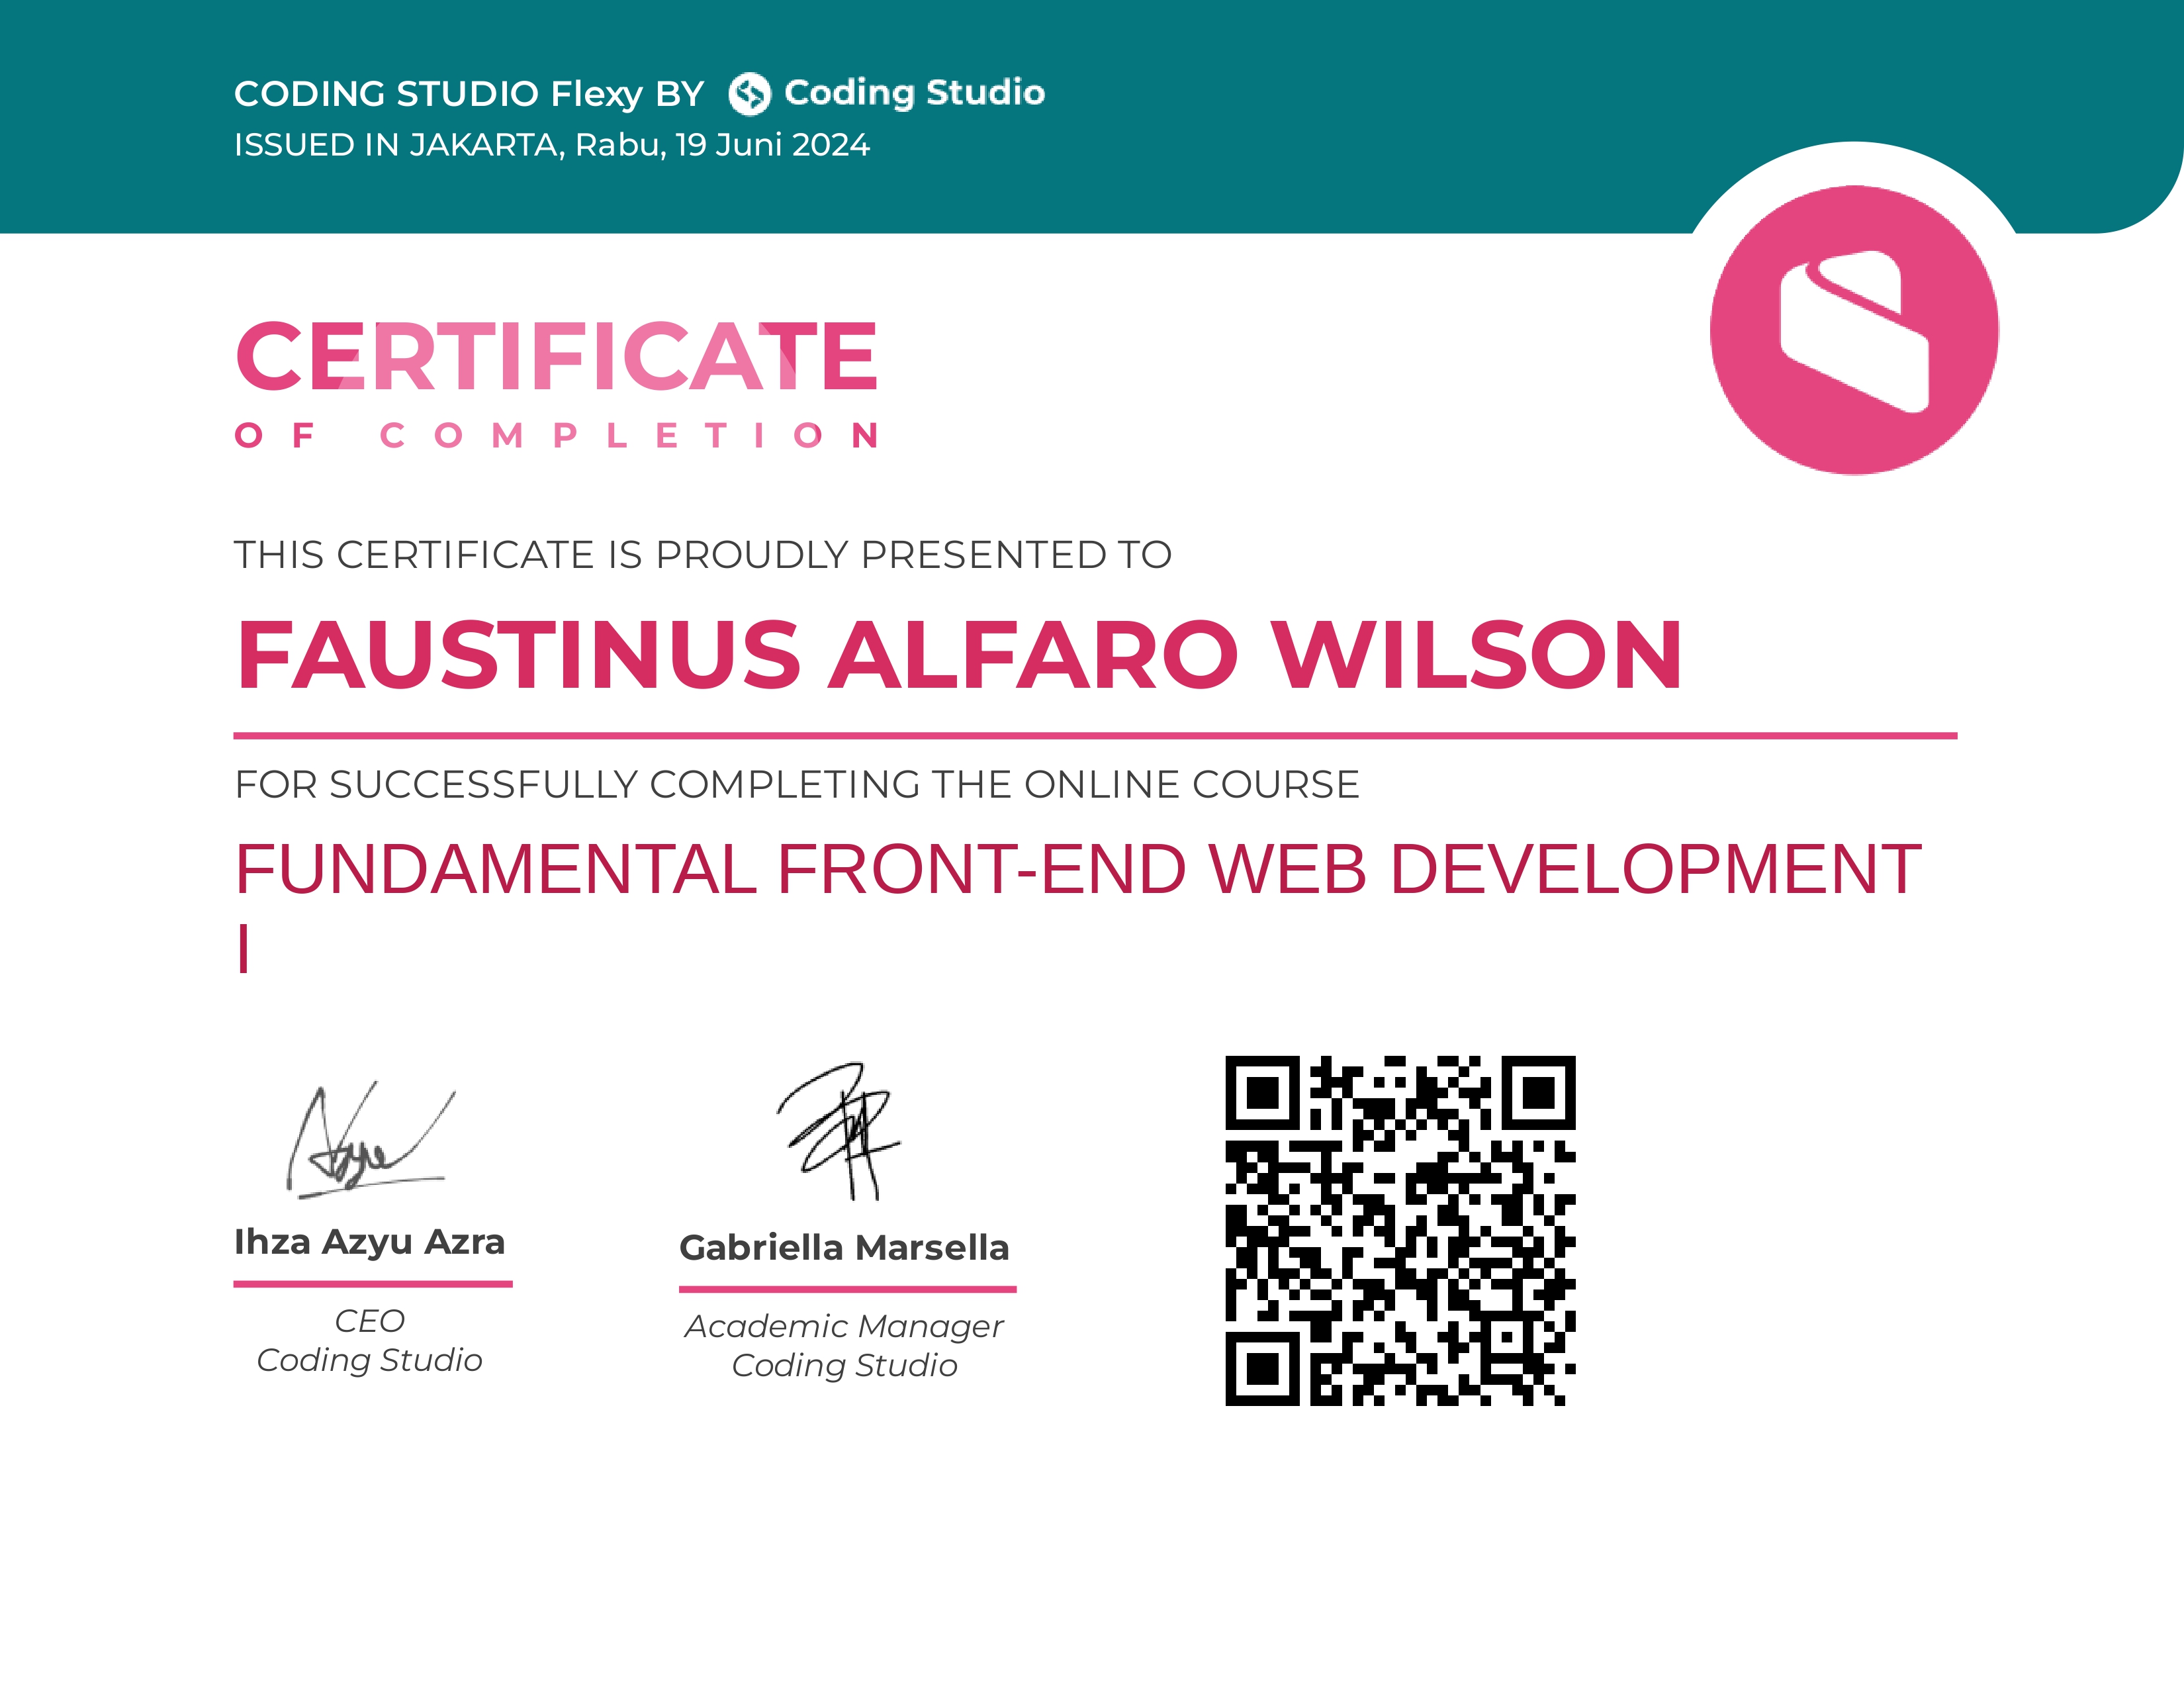 CODING STUDIO Flexy BY Coding Studio
ISSUED IN JAKARTA, Rabu, 19 Juni 2024
CERTIFICATE
OF COMPLETION
THIS CERTIFICATE IS PROUDLY PRESENTED TO
FAUSTINUS ALFARO WILSON
FOR SUCCESSFULLY COMPLETING THE ONLINE COURSE
FUNDAMENTAL FRONT-END WEB DEVELOPMENT
I
Ihza Azyu Azra
CEO
Coding Studio
Gabriella Marsella
Academic Manager
Coding Studio